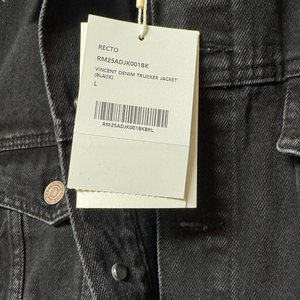 RECTO
RM25ADJK001BK
VINCENT DENIM TRUCKER JACKET
(BLACK)
L
RM25ADJK001BKBKL